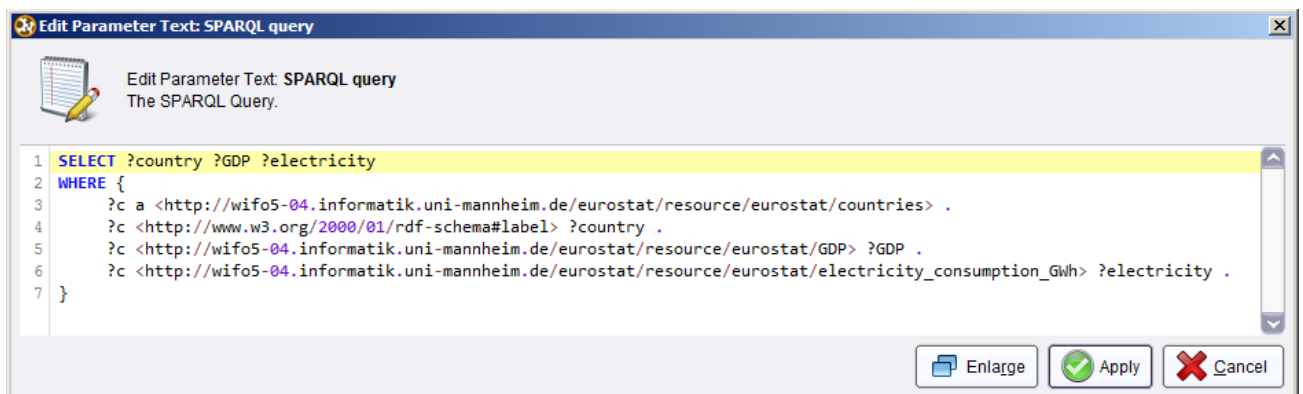 Edit Parameter Text: SPARQL query
Edit Parameter Text: SPARQL query
The SPARQL Query.
1 SELECT ?country ?GDP ?electricity
2 WHERE {
3 ?c a <http://wifo5-04.informatik.uni-mannheim.de/eurostat/resource/eurostat/countries> .
4 ?c <http://www.w3.org/2000/01/rdf-schema#label> ?country .
5 ?c <http://wifo5-04.informatik.uni-mannheim.de/eurostat/resource/eurostat/GDP> ?GDP .
6 ?c <http://wifo5-04.informatik.uni-mannheim.de/eurostat/resource/eurostat/electricity_consumption_GWh> ?electricity .
7 }
Enlarge Apply Cancel